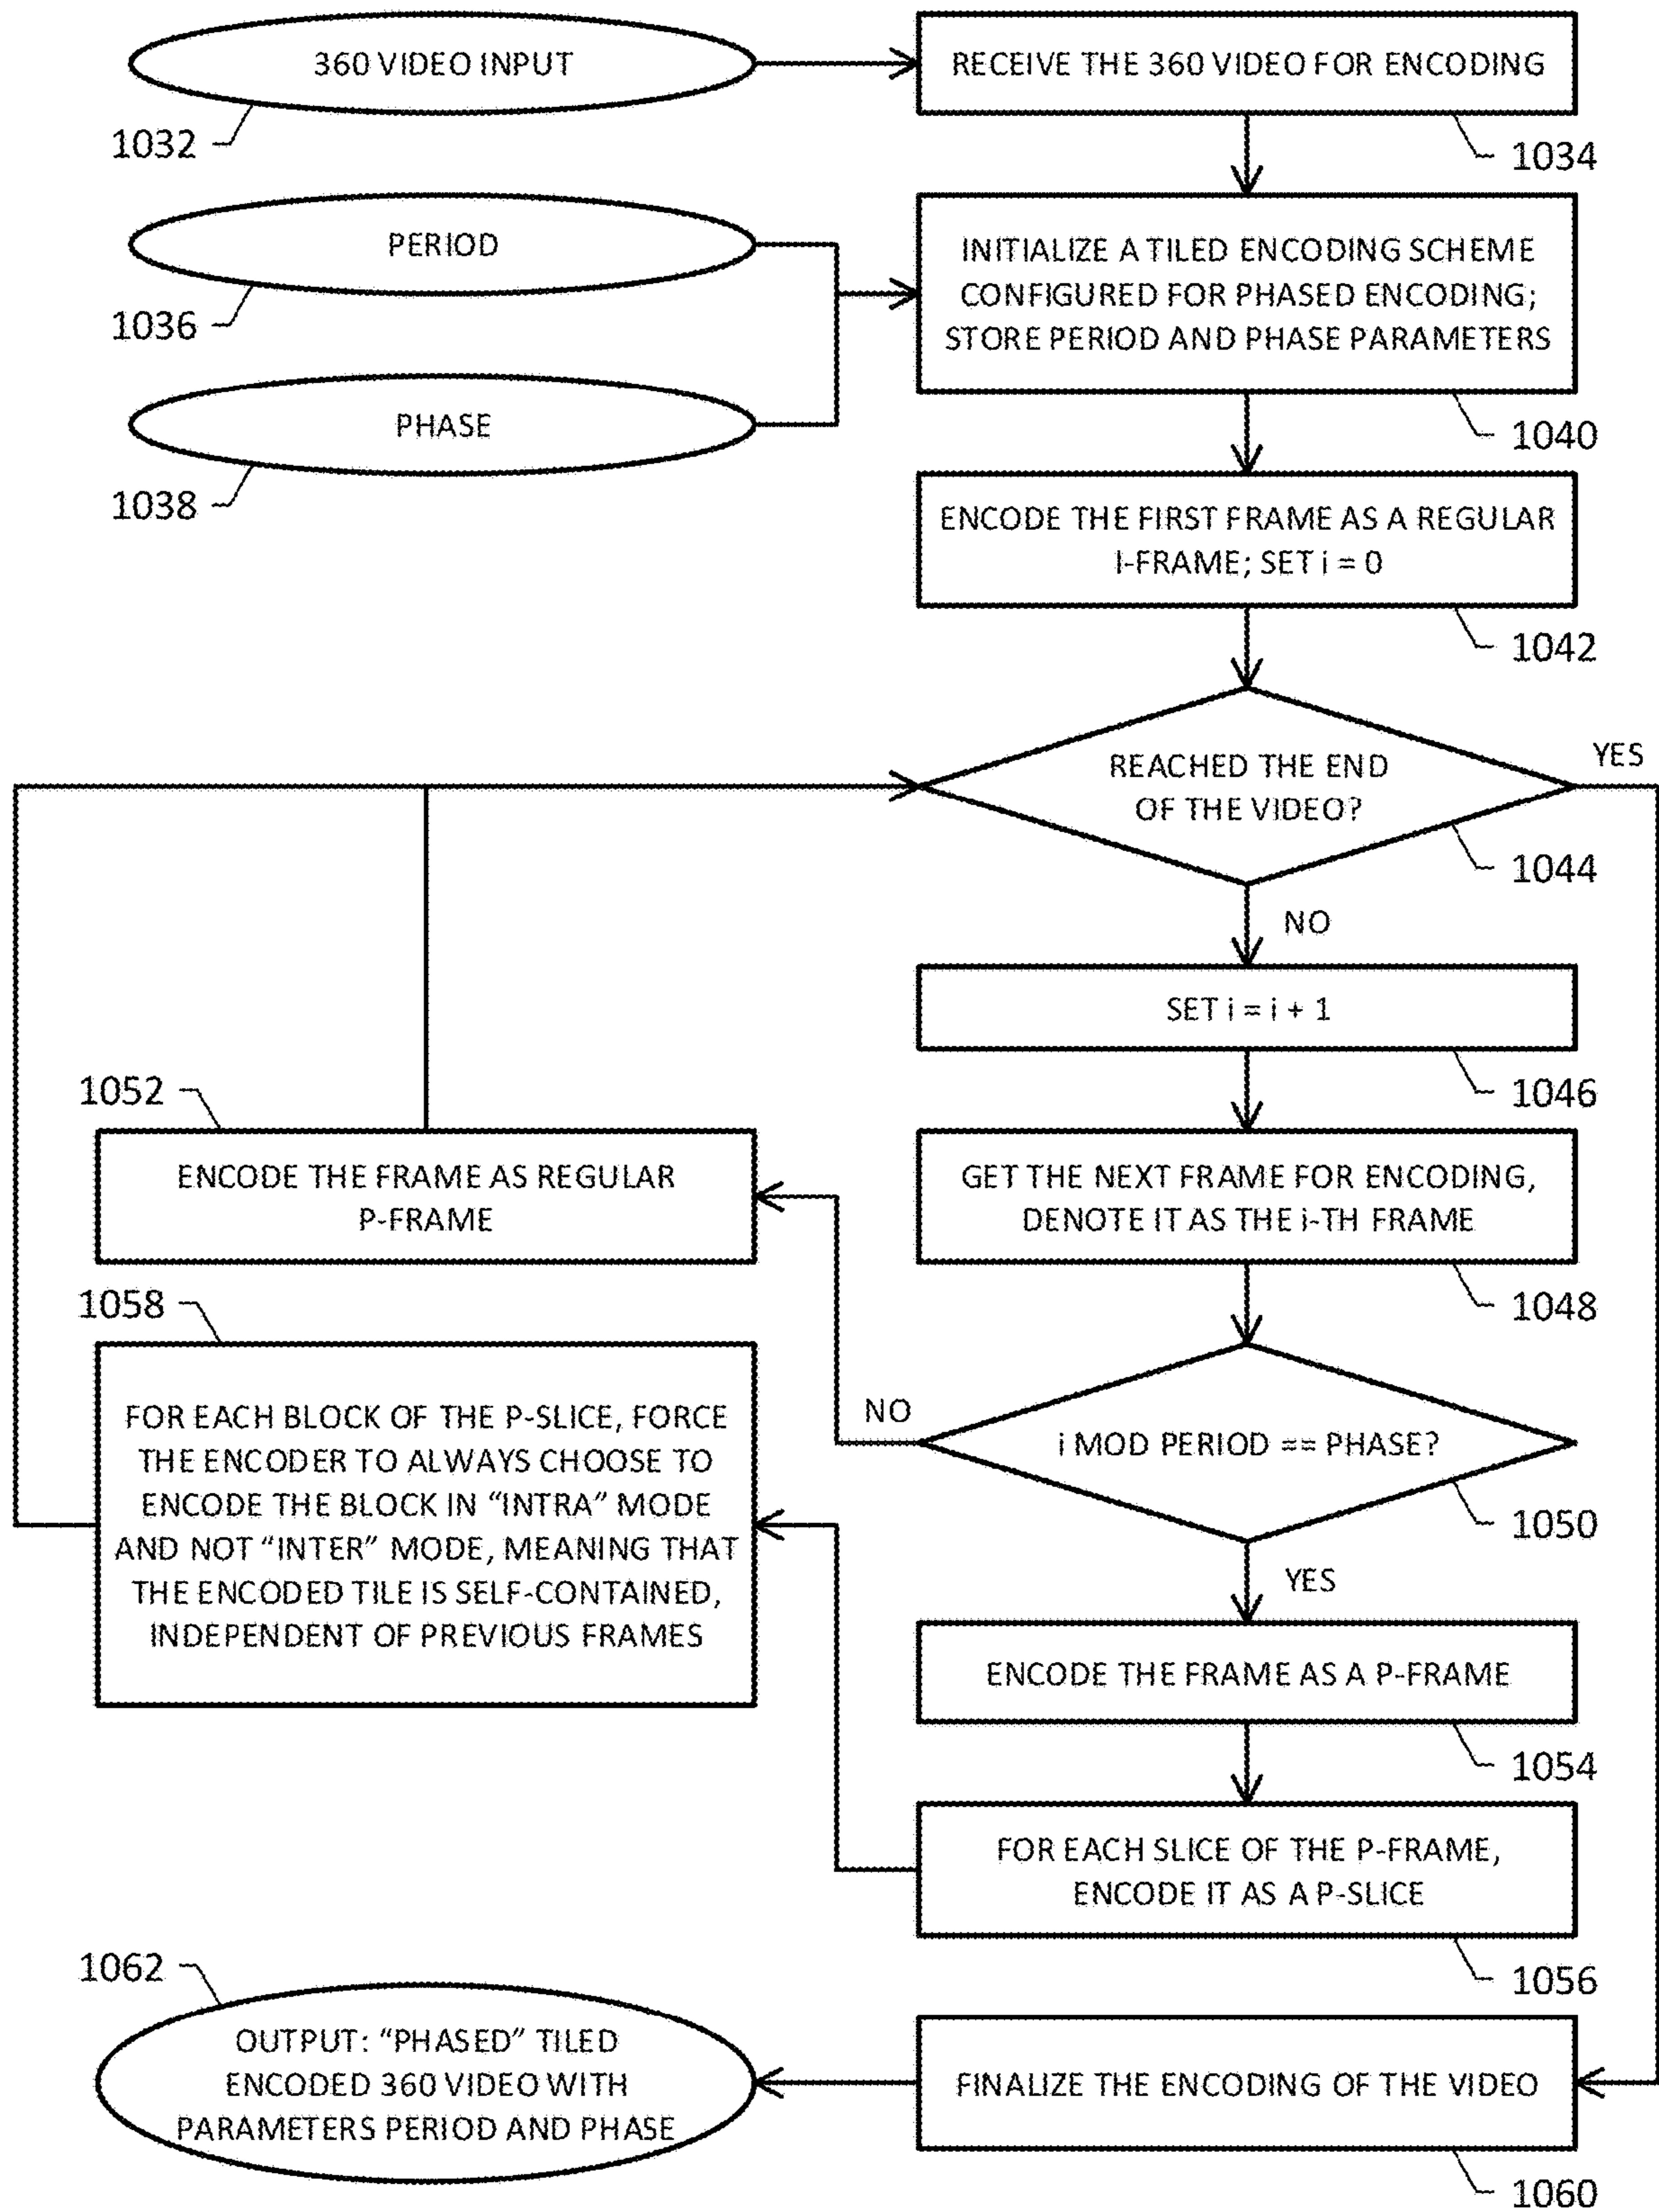 360 VIDEO INPUT
1032
RECEIVE THE 360 VIDEO FOR ENCODING
1034
PERIOD
1036
PHASE
1038
INITIALIZE A TILED ENCODING SCHEME
CONFIGURED FOR PHASED ENCODING;
STORE PERIOD AND PHASE PARAMETERS
1040
ENCODE THE FIRST FRAME AS A REGULAR
I-FRAME; SET i = 0
1042
REACHED THE END
OF THE VIDEO?
YES
1044
NO
SET i = i + 1
1046
GET THE NEXT FRAME FOR ENCODING,
DENOTE IT AS THE i-TH FRAME
1048
1052
ENCODE THE FRAME AS REGULAR
P-FRAME
NO
i MOD PERIOD == PHASE?
1050
YES
1058
FOR EACH BLOCK OF THE P-SLICE, FORCE
THE ENCODER TO ALWAYS CHOOSE TO
ENCODE THE BLOCK IN “INTRA” MODE
AND NOT “INTER” MODE, MEANING THAT
THE ENCODED TILE IS SELF-CONTAINED,
INDEPENDENT OF PREVIOUS FRAMES
ENCODE THE FRAME AS A P-FRAME
1054
FOR EACH SLICE OF THE P-FRAME,
ENCODE IT AS A P-SLICE
1056
FINALIZE THE ENCODING OF THE VIDEO
1060
1062
OUTPUT: “PHASED” TILED
ENCODED 360 VIDEO WITH
PARAMETERS PERIOD AND PHASE